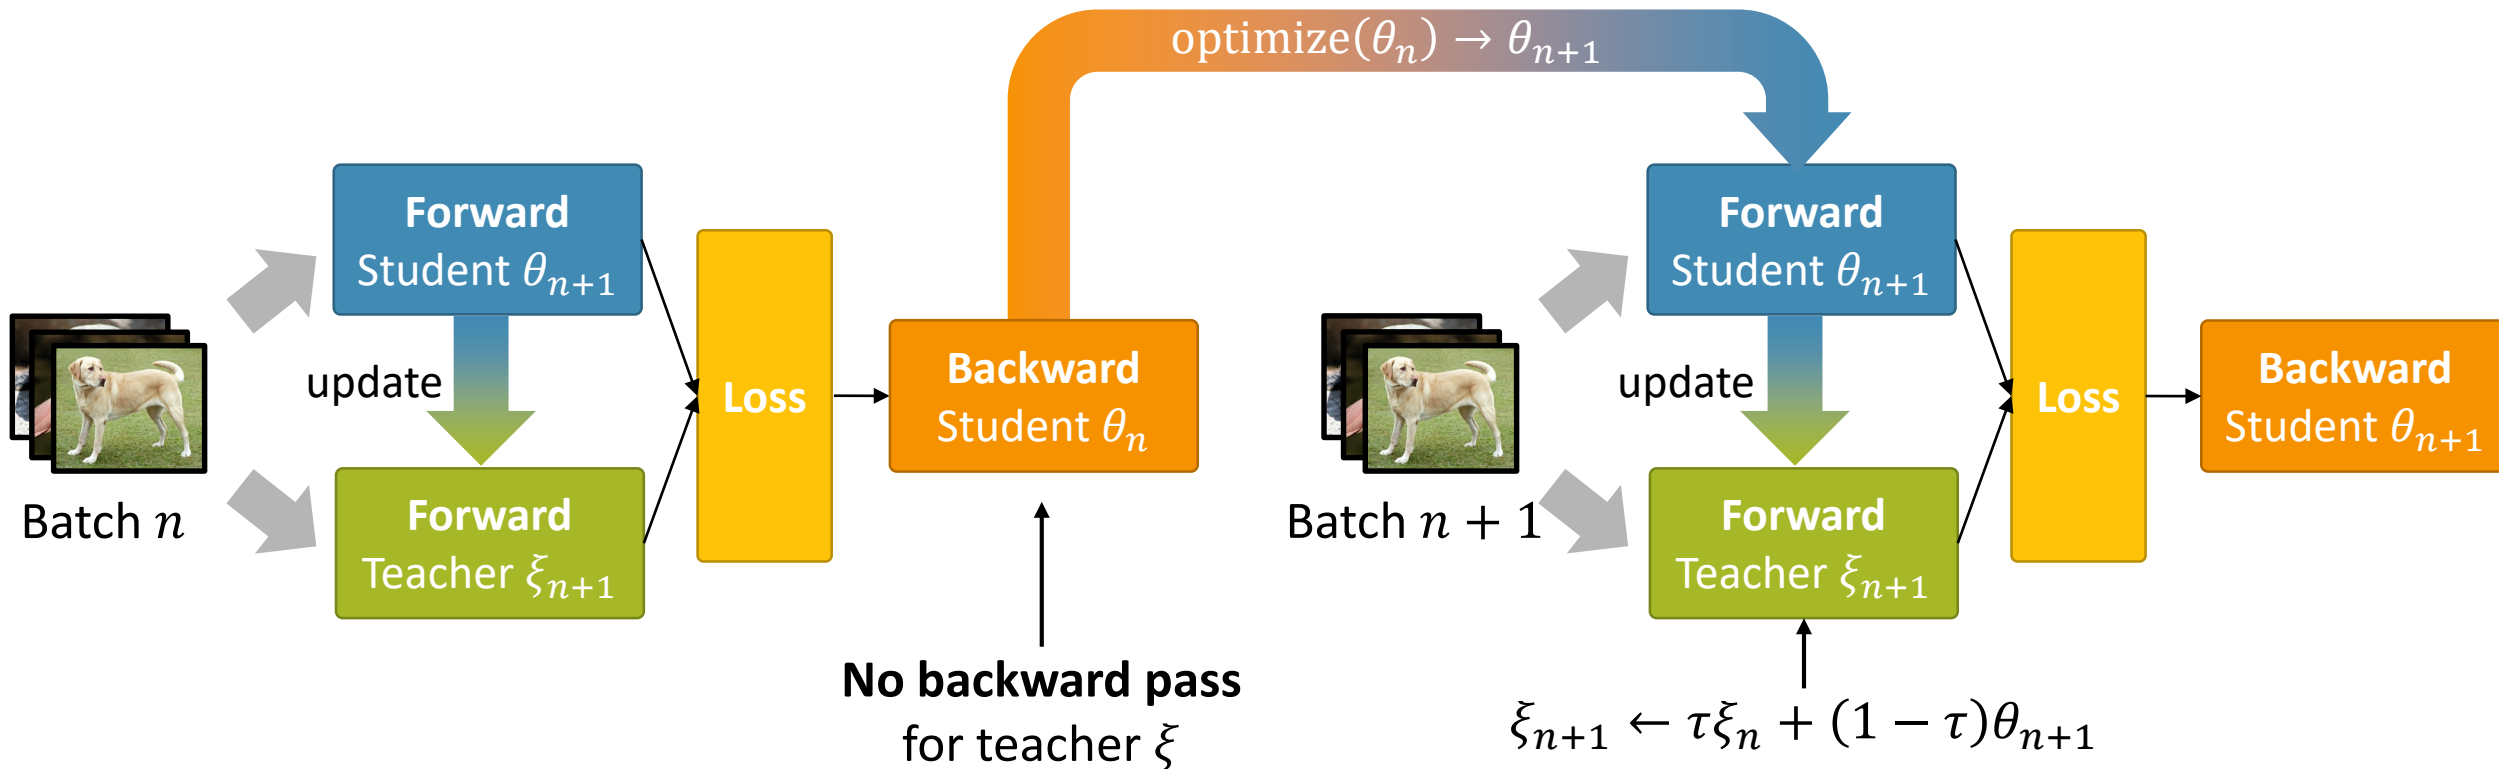 optimize(θₙ) → θₙ₊₁
Forward
Student θₙ₊₁
update
Forward
Teacher ξₙ₊₁
Batch n
Loss
Backward
Student θₙ
No backward pass
for teacher ξ
Forward
Student θₙ₊₁
update
Forward
Teacher ξₙ₊₁
Batch n + 1
Loss
Backward
Student θₙ₊₁
ξₙ₊₁ ← τξₙ + (1 − τ)θₙ₊₁